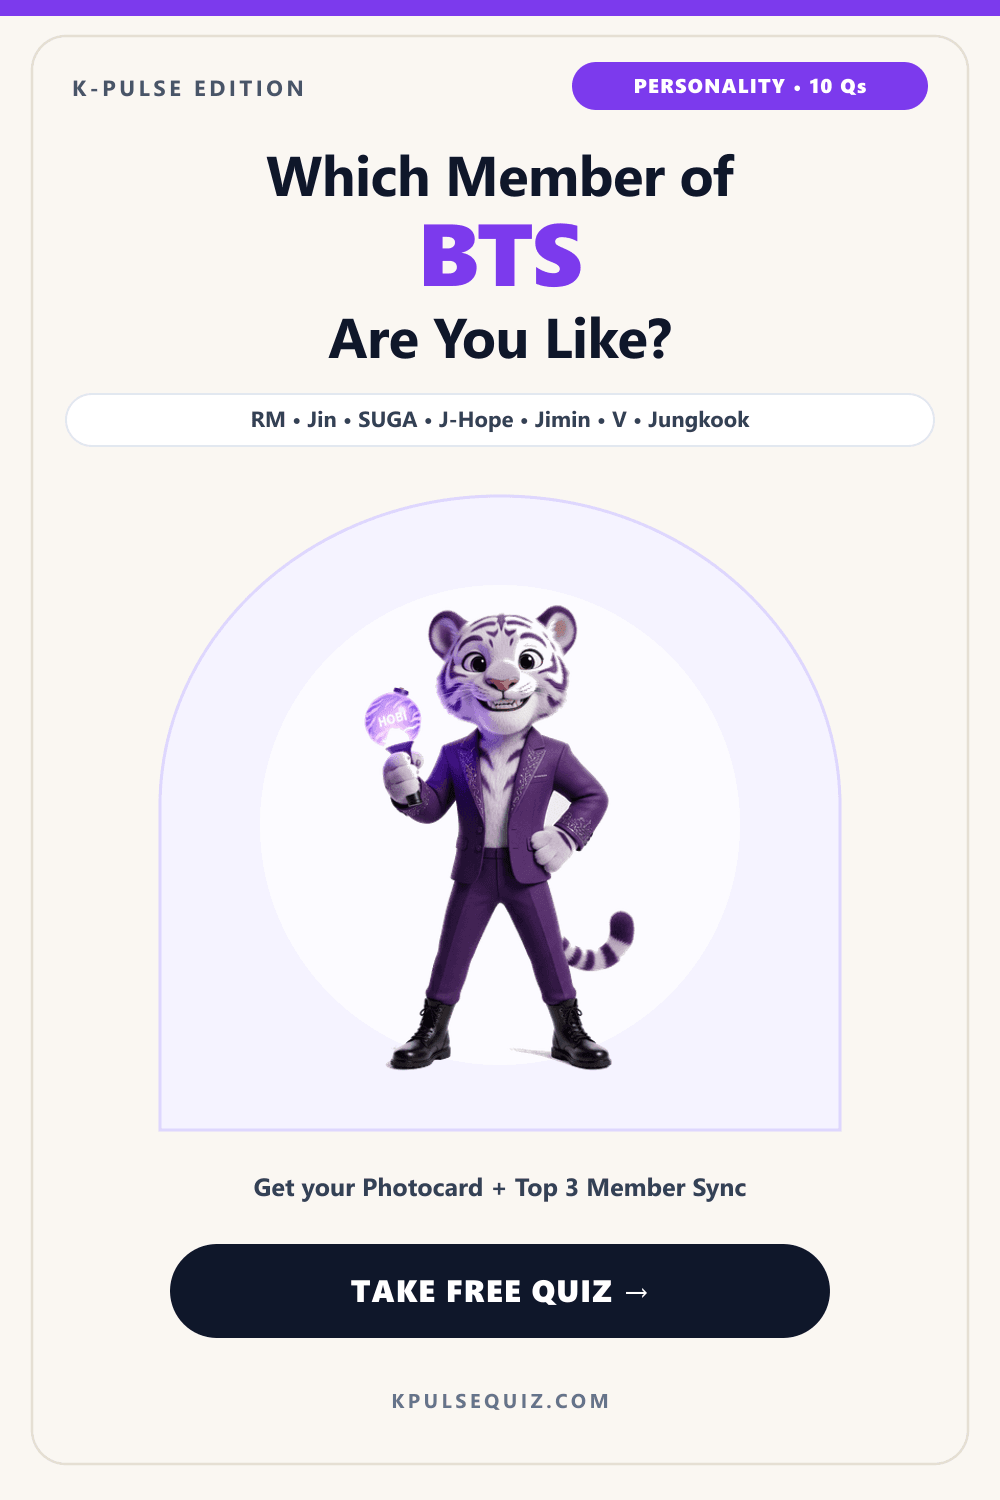 K-PULSE EDITION
PERSONALITY • 10 Qs
Which Member of
BTS
Are You Like?
RM • Jin • SUGA • J-Hope • Jimin • V • Jungkook
HOBI
Get your Photocard + Top 3 Member Sync
TAKE FREE QUIZ →
KPULSEQUIZ.COM